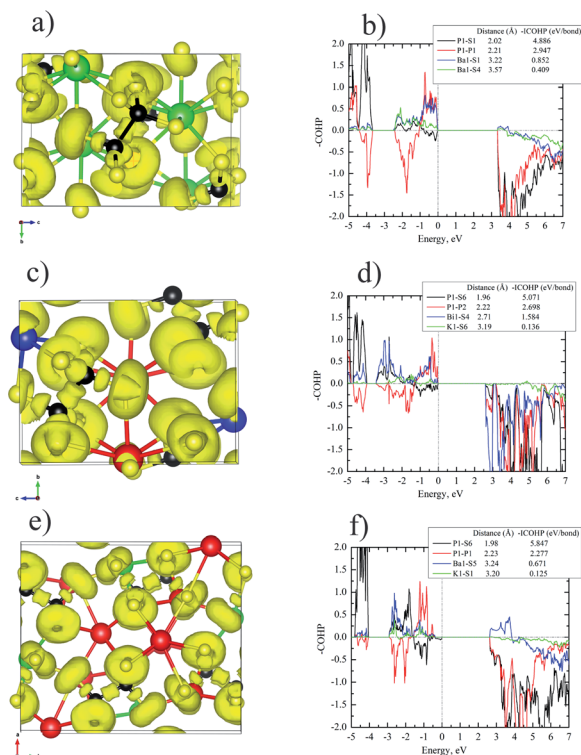 a)
b
c
b)
Distance (Å) -ICOHP (eV/bond)
P1-S1 2.02 4.886
P1-P1 2.21 2.947
Ba1-S1 3.22 0.852
Ba1-S4 3.57 0.409
-COHP
2.0
1.5
1.0
0.5
0.0
-0.5
-1.0
-1.5
-2.0
-5 -4 -3 -2 -1 0 1 2 3 4 5 6 7
Energy, eV
c)
b
c
d)
Distance (Å) -ICOHP (eV/bond)
P1-S6 1.96 5.071
P1-P2 2.22 2.698
Bi1-S4 2.71 1.584
K1-S6 3.19 0.136
-COHP
2.0
1.5
1.0
0.5
0.0
-0.5
-1.0
-1.5
-2.0
-5 -4 -3 -2 -1 0 1 2 3 4 5 6 7
Energy, eV
e)
a
f)
Distance (Å) -ICOHP (eV/bond)
P1-S6 1.98 5.847
P1-P1 2.23 2.277
Ba1-S5 3.24 0.671
K1-S1 3.20 0.125
-COHP
2.0
1.5
1.0
0.5
0.0
-0.5
-1.0
-1.5
-2.0
-5 -4 -3 -2 -1 0 1 2 3 4 5 6 7
Energy, eV